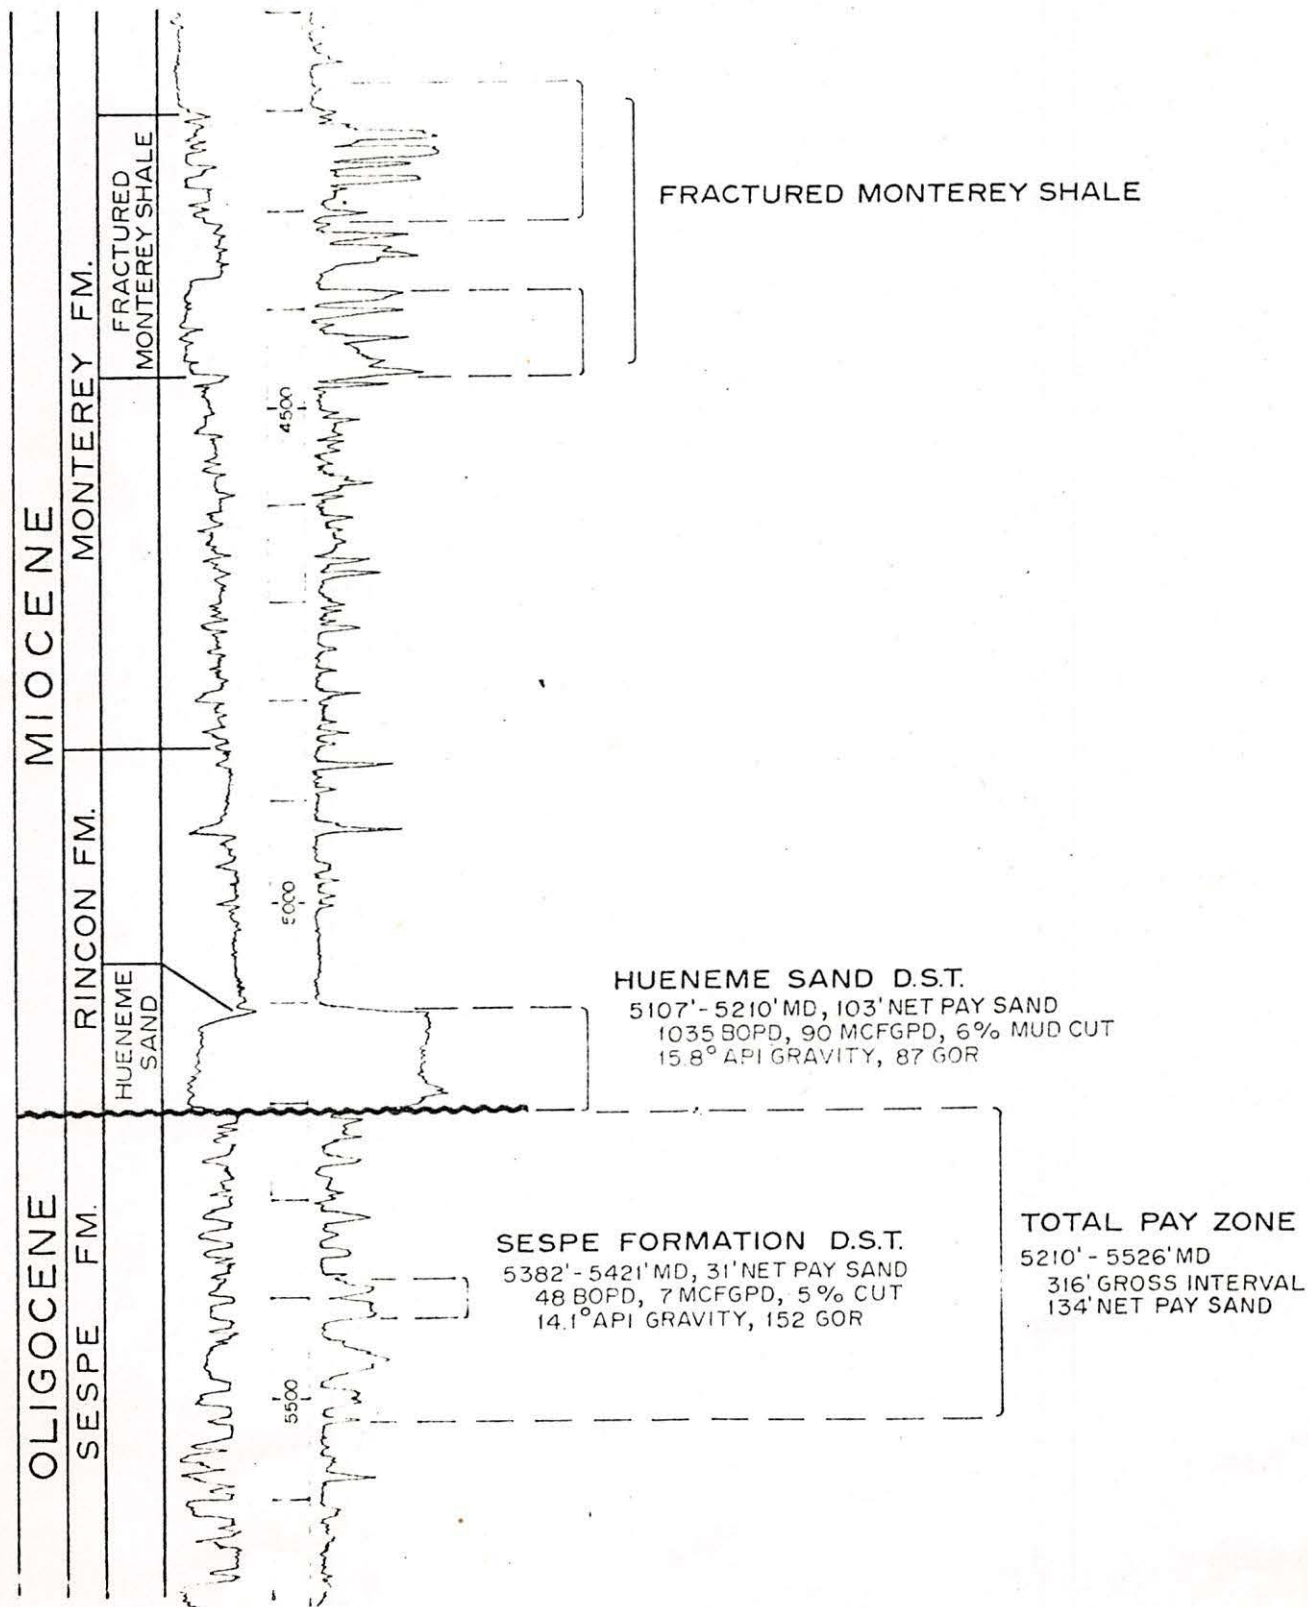 MIOCENE
MONTEREY FM.
FRACTURED
MONTEREY SHALE
FRACTURED MONTEREY SHALE
4500
RINCON FM.
5000
HUENEME
SAND
HUENEME SAND D.S.T.
5107'-5210' MD, 103' NET PAY SAND
1035 BOPD, 90 MCFGPD, 6% MUD CUT
15.8° API GRAVITY, 87 GOR
OLIGOCENE
SESPE FM.
SESPE FORMATION D.S.T.
5382'-5421' MD, 31' NET PAY SAND
48 BOPD, 7 MCFGPD, 5% CUT
14.1° API GRAVITY, 152 GOR
5500
TOTAL PAY ZONE
5210'-5526' MD
316' GROSS INTERVAL
134' NET PAY SAND